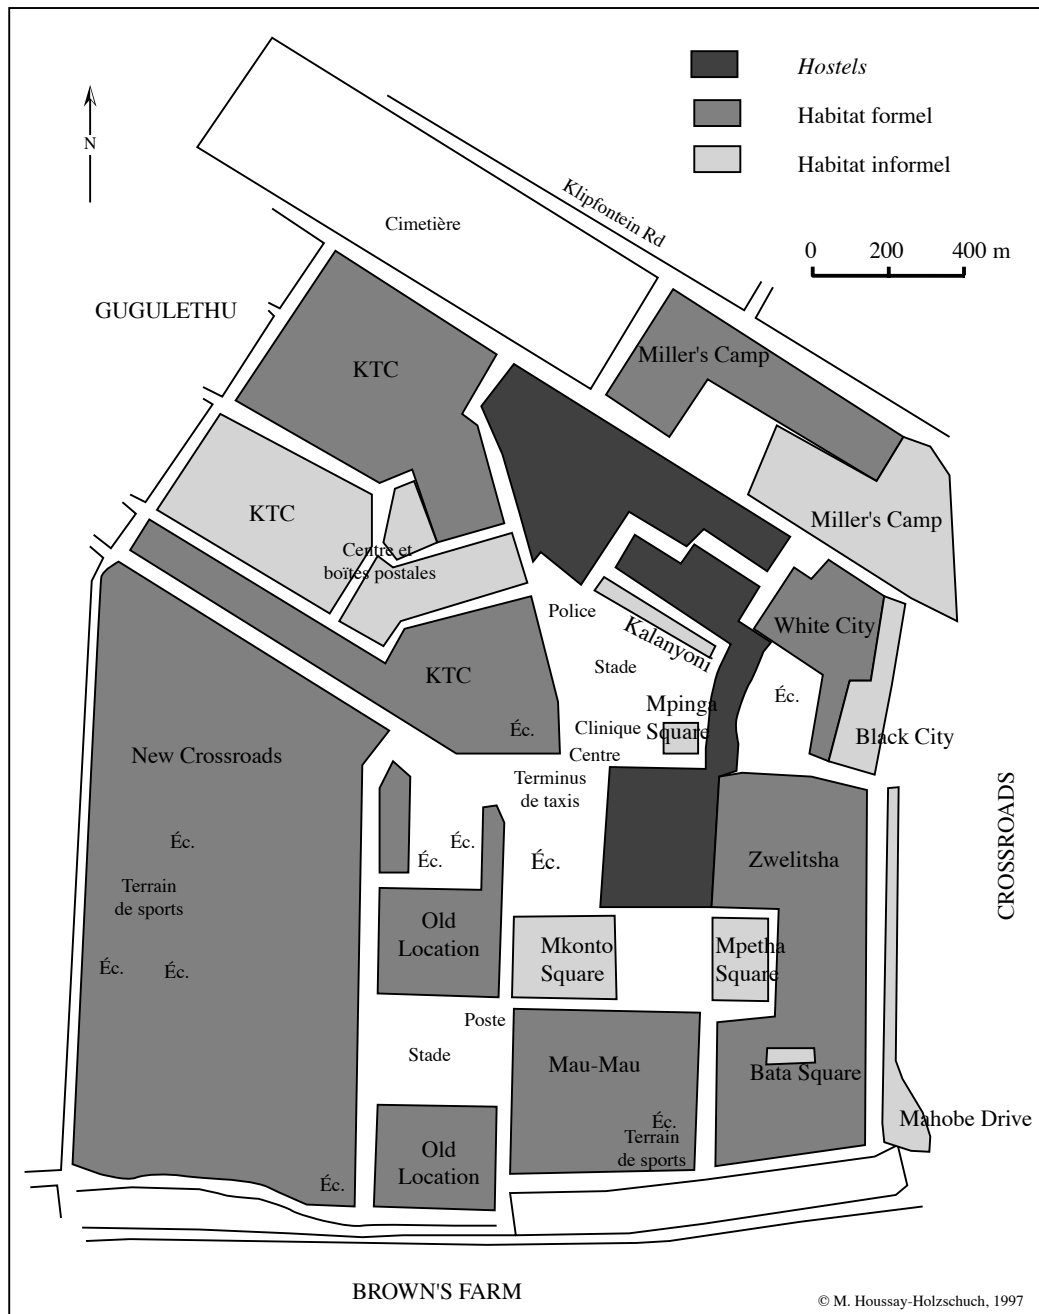 Hostels
Habitat formel
Habitat informel
0 200 400 m
N
Klipfontein Rd
Cimetière
GUGULETHU
Miller's Camp
KTC
KTC
Miller's Camp
Centre et
boïtes postales
Police
Kalanyoni
White City
Stade
KTC
Éc.
Mpinga
Square
Éc.
Clinique
Centre
Black City
New Crossroads
Terminus
de taxis
CROSSROADS
Éc.
Éc.
Éc.
Éc.
Zwelitsha
Terrain
de sports
Old
Location
Mkonto
Square
Mpetha
Square
Éc.
Éc.
Poste
Stade
Mau-Mau
Bata Square
Éc.
Terrain
de sports
Mahobe Drive
Old
Location
Éc.
BROWN'S FARM
© M. Houssay-Holzschuch, 1997